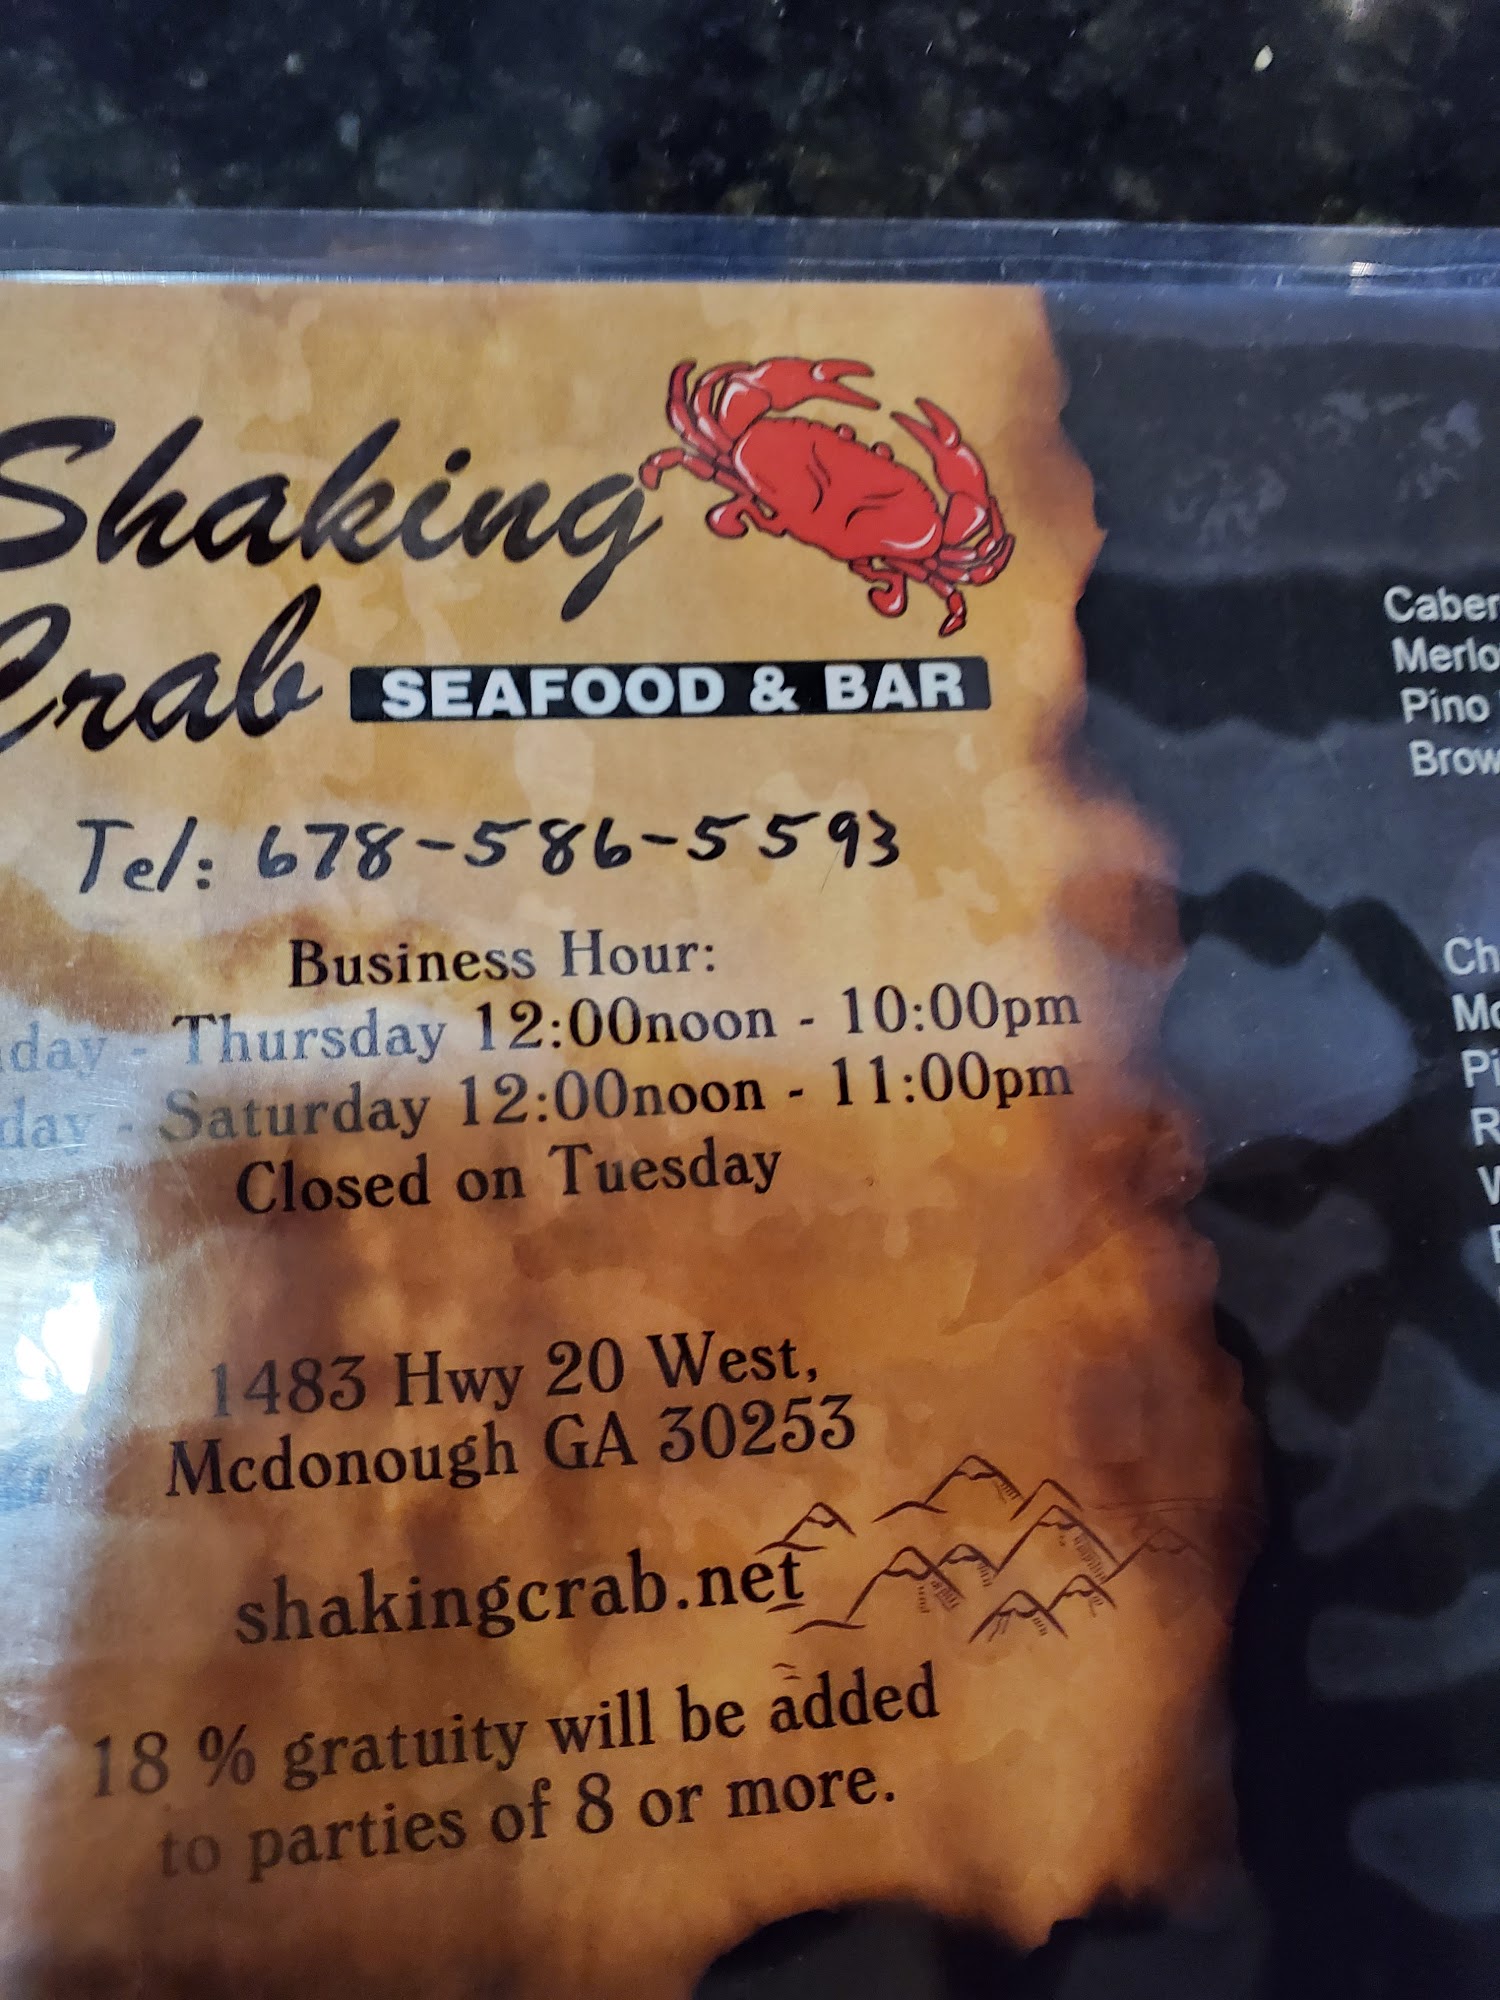 Shaking
Crab SEAFOOD & BAR
Tel: 678-586-5593
Business Hour:
- Thursday 12:00noon - 10:00pm
- Saturday 12:00noon - 11:00pm
Closed on Tuesday
1483 Hwy 20 West,
Mcdonough GA 30253
shakingcrab.net
18 % gratuity will be added
to parties of 8 or more.
Pino